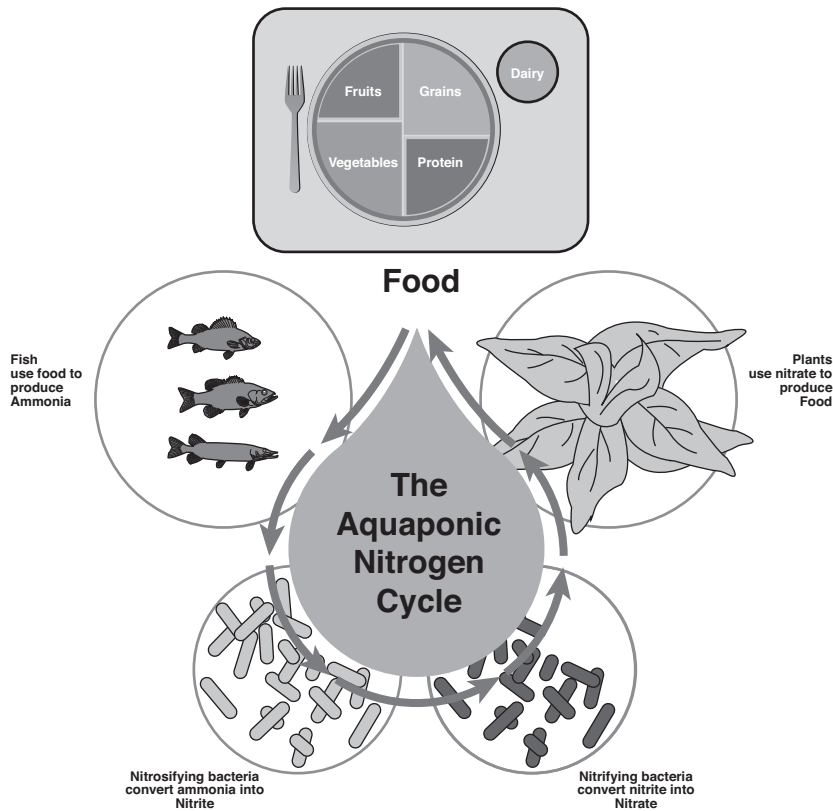 Fruits
Grains
Dairy
Vegetables
Protein
Food
Fish
use food to
produce
Ammonia
Plants
use nitrate to
produce
Food
The
Aquaponic
Nitrogen
Cycle
Nitrosifying bacteria
convert ammonia into
Nitrite
Nitrifying bacteria
convert nitrite into
Nitrate